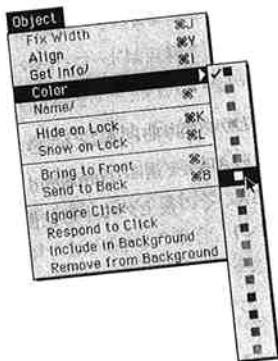 Object
Fix Width ⌘J
Align ⌘Y
Get Info/ ⌘I
Color
Name/ ⌘'
Hide on Lock ⌘K
Show on Lock ⌘L
Bring to Front ⌘.
Send to Back ⌘B
Ignore Click
Respond to Click
Include in Background
Remove from Background